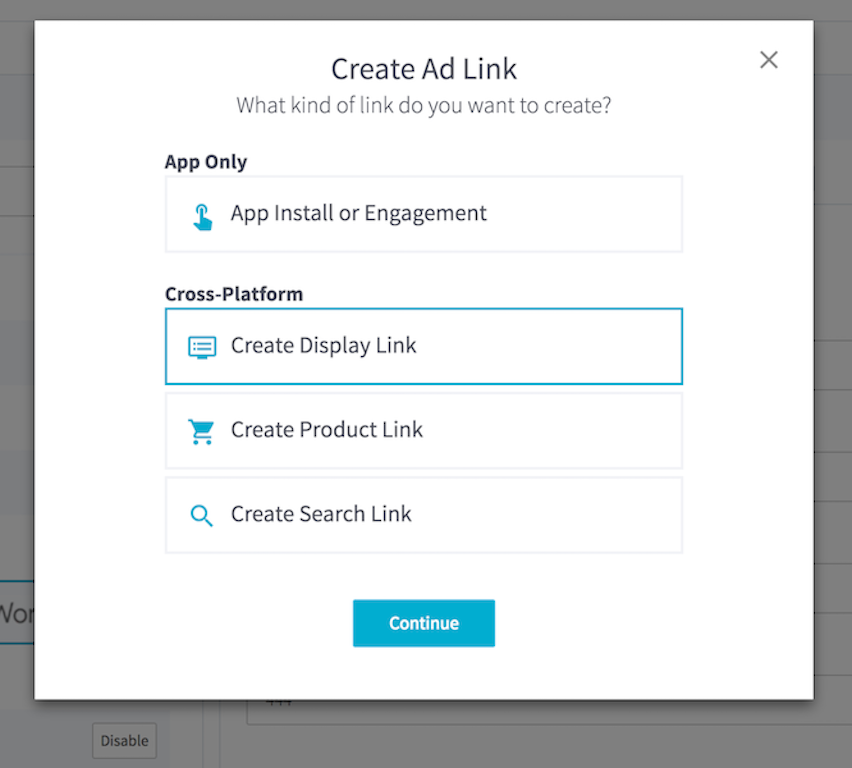 Create Ad Link
What kind of link do you want to create?
App Only
App Install or Engagement
Cross-Platform
Create Display Link
Create Product Link
Create Search Link
Continue
Disable